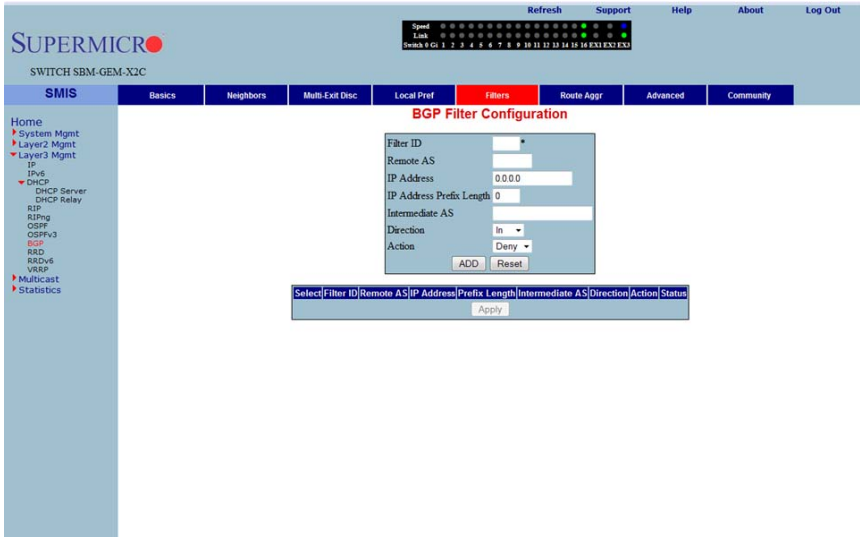 Refresh Support Help About Log Out
SUPERMICRO
SWITCH SBM-GEM-X2C
Speed
Link
Switch 0 Gi 1 2 3 4 5 6 7 8 9 10 11 12 13 14 15 16 EX1 EX2 EX3
SMIS
Basics Neighbors Multi-Exit Disc Local Pref Filters Route Aggr Advanced Community
Home
System Mgmt
Layer2 Mgmt
Layer3 Mgmt
IP
IPv6
DHCP
DHCP Server
DHCP Relay
RIP
RIPng
OSPF
OSPFv3
BGP
RRD
RRDv6
VRRP
Multicast
Statistics
BGP Filter Configuration
Filter ID *
Remote AS
IP Address 0.0.0.0
IP Address Prefix Length 0
Intermediate AS
Direction In
Action Deny
ADD Reset
Select Filter ID Remote AS IP Address Prefix Length Intermediate AS Direction Action Status
Apply